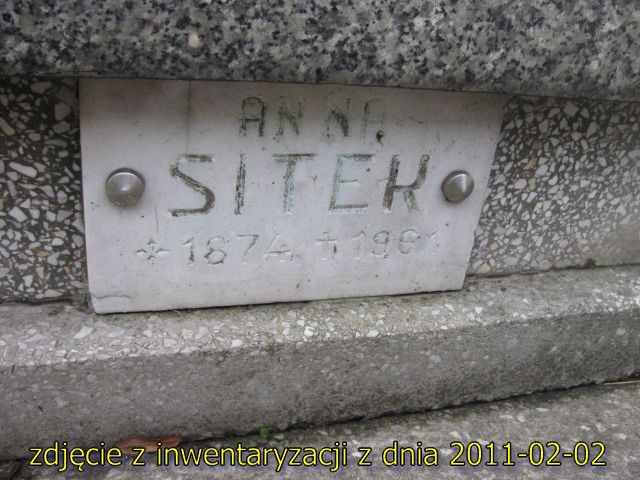 ANNA
SITEK
* 1874 † 1961
zdjęcie z inwentaryzacji z dnia 2011-02-02